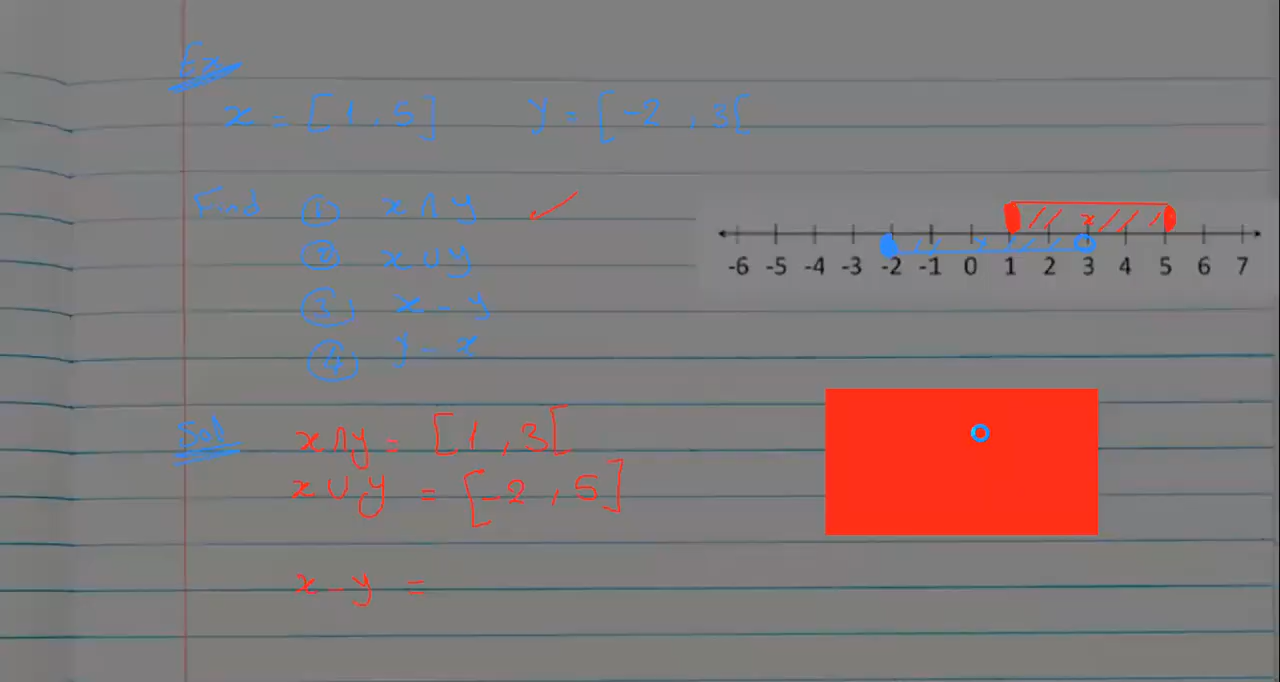 Ex
x = [1, 5] y = [-2, 3[
Find ① x ∩ y
② x ∪ y
③ x - y
④ y - x
x
x
-6 -5 -4 -3 -2 -1 0 1 2 3 4 5 6 7
Sol x ∩ y = [1, 3[
x ∪ y = [-2, 5]
x - y =